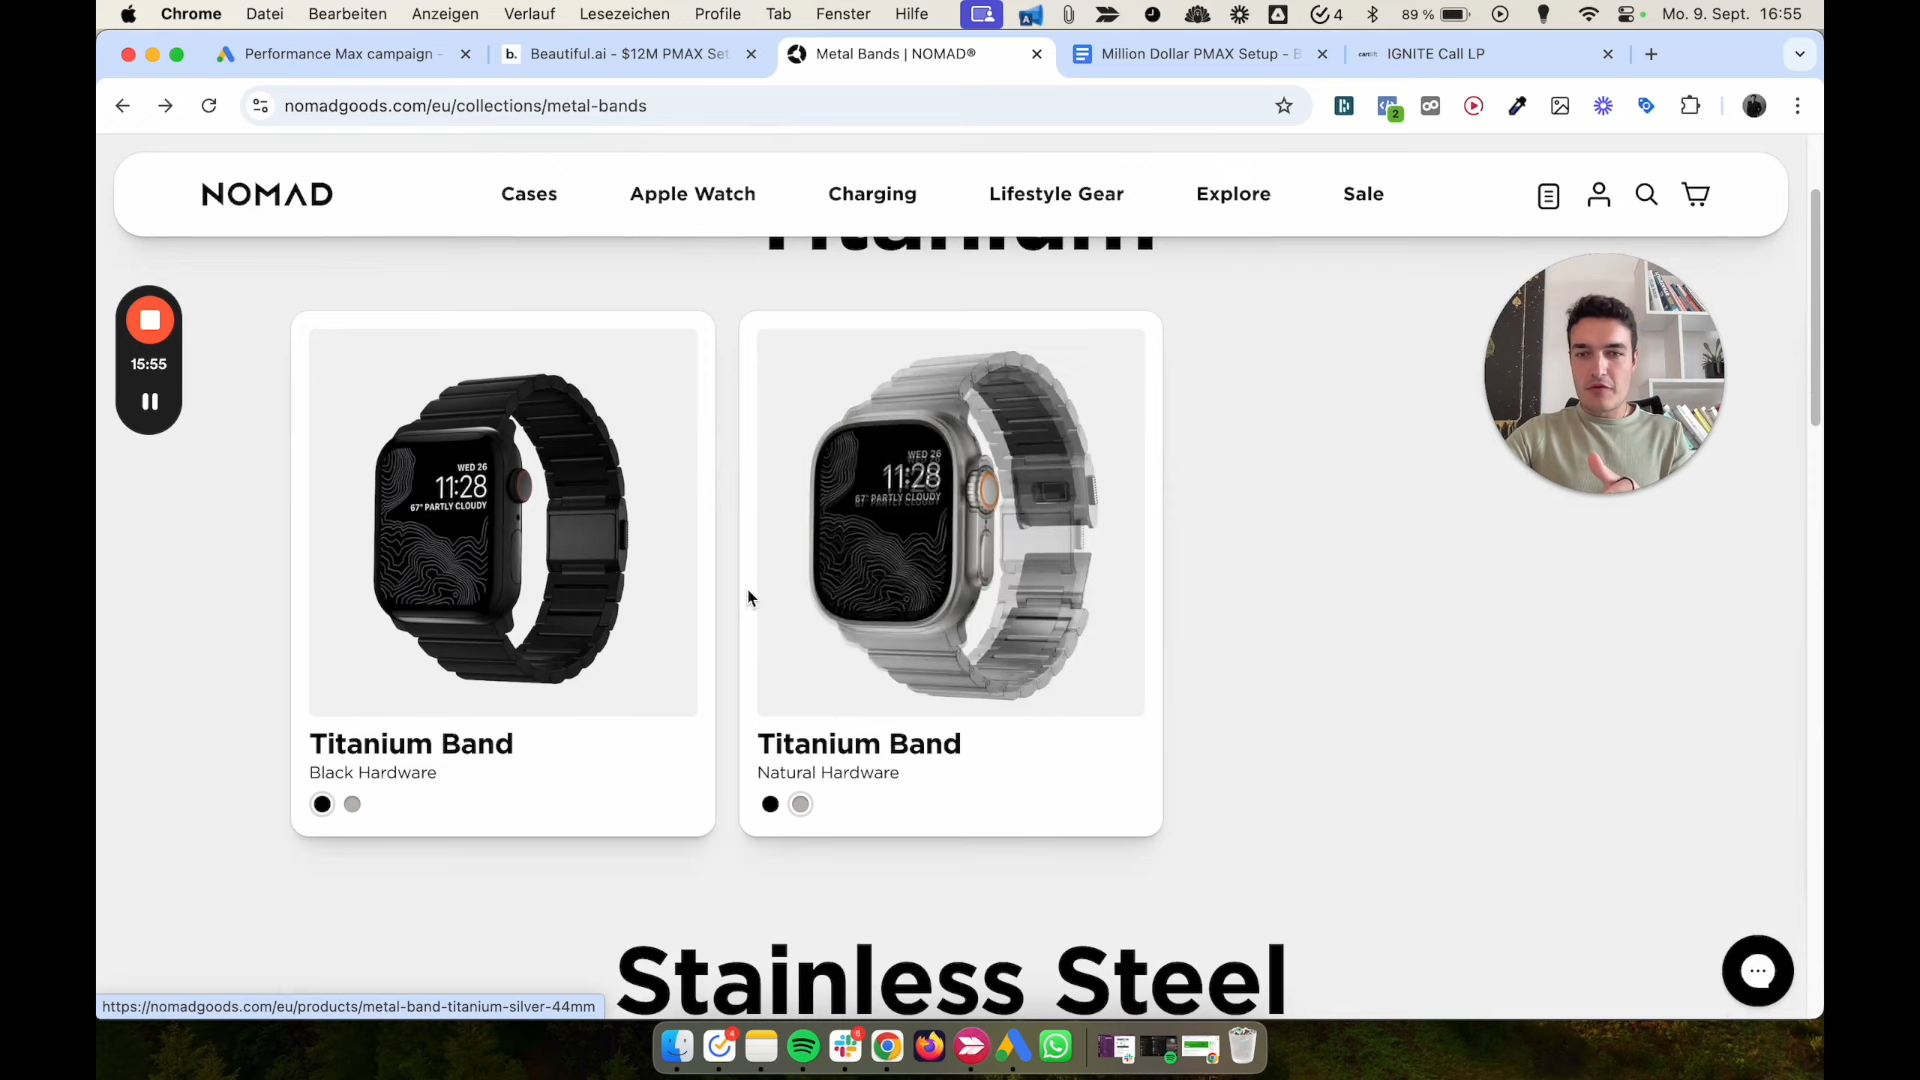 Chrome Datei Bearbeiten Anzeigen Verlauf Lesezeichen Profile Tab Fenster Hilfe 4 89 % Mo. 9. Sept. 16:55
Performance Max campaign - b. Beautiful.ai - $12M PMAX Set Metal Bands | NOMAD® Million Dollar PMAX Setup - B IGNITE Call LP
nomadgoods.com/eu/collections/metal-bands 2
NOMAD Cases Apple Watch Charging Lifestyle Gear Explore Sale
Titanium
15:55
WED 26
11:28
67° PARTLY CLOUDY
WED 26
11:28
67° PARTLY CLOUDY
Titanium Band
Black Hardware
Titanium Band
Natural Hardware
Stainless Steel
https://nomadgoods.com/eu/products/metal-band-titanium-silver-44mm
4 6